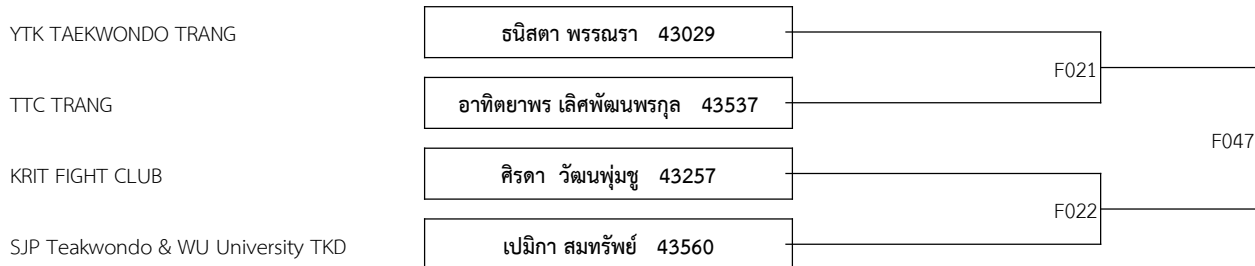 YTK TAEKWONDO TRANG ธนิสตา พรรณรา 43029
F021
TTC TRANG อาทิตยาพร เลิศพัฒนพรกุล 43537
F047
KRIT FIGHT CLUB ศิรดา วัฒนพุ่มชู 43257
F022
SJP Teakwondo & WU University TKD เปมิกา สมทรัพย์ 43560